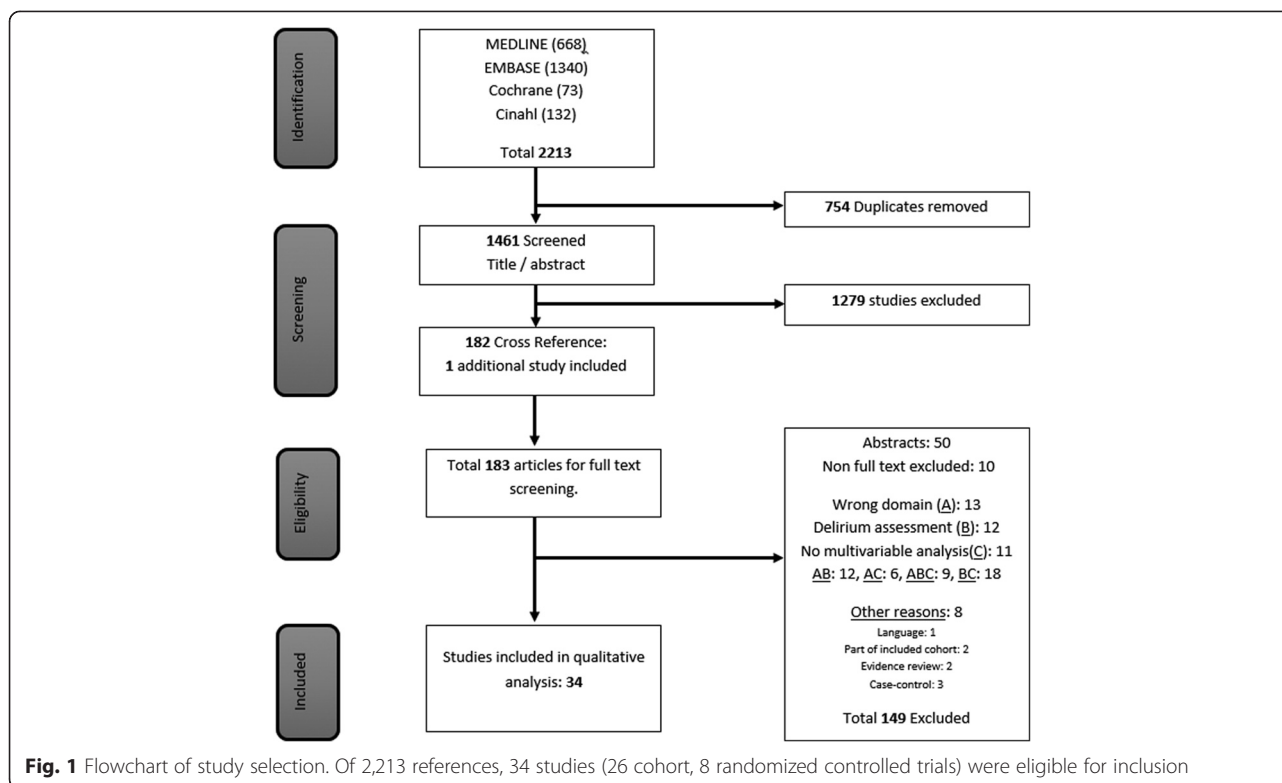 Identification
MEDLINE (668)
EMBASE (1340)
Cochrane (73)
Cinahl (132)
Total 2213
754 Duplicates removed
Screening
1461 Screened
Title / abstract
1279 studies excluded
182 Cross Reference:
1 additional study included
Eligibility
Total 183 articles for full text
screening.
Abstracts: 50
Non full text excluded: 10
Wrong domain (A): 13
Delirium assessment (B): 12
No multivariable analysis(C): 11
AB: 12, AC: 6, ABC: 9, BC: 18
Other reasons: 8
Language: 1
Part of included cohort: 2
Evidence review: 2
Case-control: 3
Total 149 Excluded
Included
Studies included in qualitative
analysis: 34
Fig. 1 Flowchart of study selection. Of 2,213 references, 34 studies (26 cohort, 8 randomized controlled trials) were eligible for inclusion